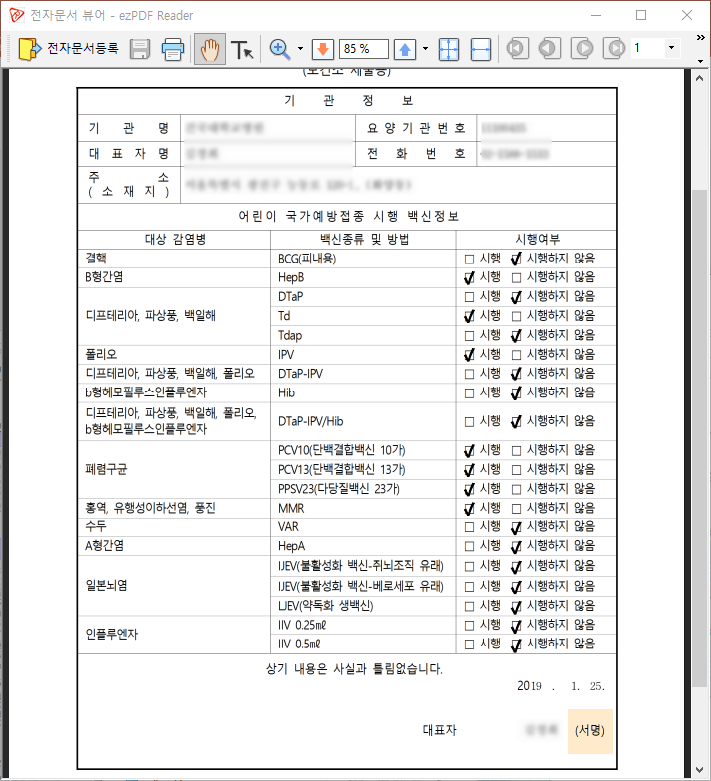 전자문서 뷰어 - ezPDF Reader
전자문서등록 85 % 1
(보건소 제출용)
기 관 정 보
기 관 명 요 양 기 관 번 호
대 표 자 명 전 화 번 호
주 소
( 소 재 지 )
어린이 국가예방접종 시행 백신정보
대상 감염병 백신종류 및 방법 시행여부
결핵 BCG(피내용) □ 시행 ☑ 시행하지 않음
B형간염 HepB ☑ 시행 □ 시행하지 않음
디프테리아, 파상풍, 백일해 DTaP □ 시행 ☑ 시행하지 않음
Td ☑ 시행 □ 시행하지 않음
Tdap □ 시행 ☑ 시행하지 않음
폴리오 IPV ☑ 시행 □ 시행하지 않음
디프테리아, 파상풍, 백일해, 폴리오 DTaP-IPV □ 시행 ☑ 시행하지 않음
b형헤모필루스인플루엔자 Hib □ 시행 ☑ 시행하지 않음
디프테리아, 파상풍, 백일해, 폴리오,
b형헤모필루스인플루엔자 DTaP-IPV/Hib □ 시행 ☑ 시행하지 않음
폐렴구균 PCV10(단백결합백신 10가) ☑ 시행 □ 시행하지 않음
PCV13(단백결합백신 13가) ☑ 시행 □ 시행하지 않음
PPSV23(다당질백신 23가) ☑ 시행 □ 시행하지 않음
홍역, 유행성이하선염, 풍진 MMR ☑ 시행 □ 시행하지 않음
수두 VAR □ 시행 ☑ 시행하지 않음
A형간염 HepA □ 시행 ☑ 시행하지 않음
일본뇌염 IJEV(불활성화 백신-쥐뇌조직 유래) □ 시행 ☑ 시행하지 않음
IJEV(불활성화 백신-베로세포 유래) □ 시행 ☑ 시행하지 않음
LJEV(약독화 생백신) □ 시행 ☑ 시행하지 않음
인플루엔자 IIV 0.25㎖ □ 시행 ☑ 시행하지 않음
IIV 0.5㎖ □ 시행 ☑ 시행하지 않음
상기 내용은 사실과 틀림없습니다.
2019 . 1. 25.
대표자 (서명)